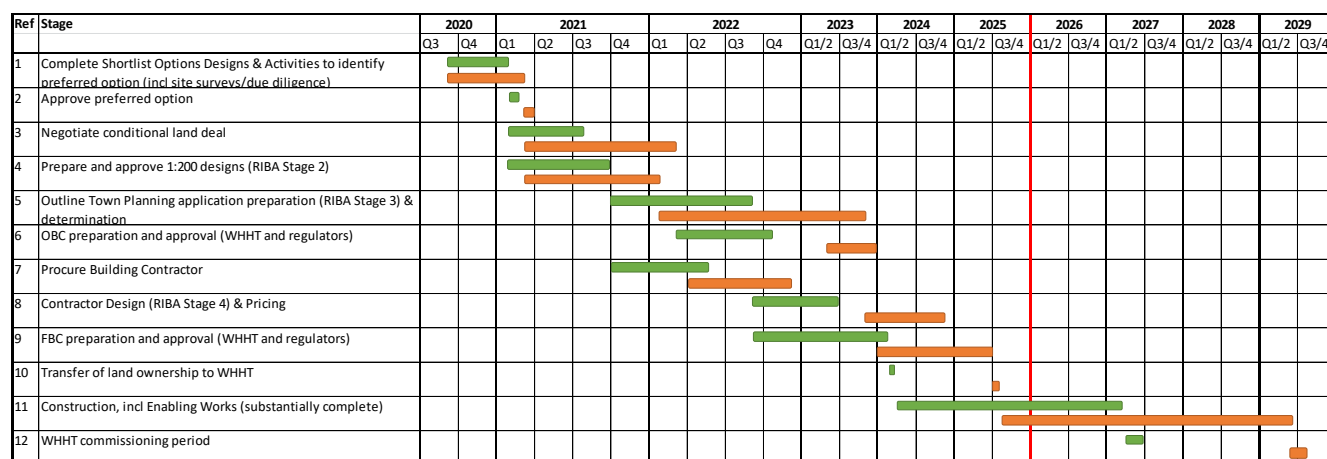 Ref Stage 2020 2021 2022 2023 2024 2025 2026 2027 2028 2029
Q3 Q4 Q1 Q2 Q3 Q4 Q1 Q2 Q3 Q4 Q1/2 Q3/4 Q1/2 Q3/4 Q1/2 Q3/4 Q1/2 Q3/4 Q1/2 Q3/4 Q1/2 Q3/4 Q1/2 Q3/4
1 Complete Shortlist Options Designs & Activities to identify
preferred option (incl site surveys/due diligence)
2 Approve preferred option
3 Negotiate conditional land deal
4 Prepare and approve 1:200 designs (RIBA Stage 2)
5 Outline Town Planning application preparation (RIBA Stage 3) &
determination
6 OBC preparation and approval (WHHT and regulators)
7 Procure Building Contractor
8 Contractor Design (RIBA Stage 4) & Pricing
9 FBC preparation and approval (WHHT and regulators)
10 Transfer of land ownership to WHHT
11 Construction, incl Enabling Works (substantially complete)
12 WHHT commissioning period